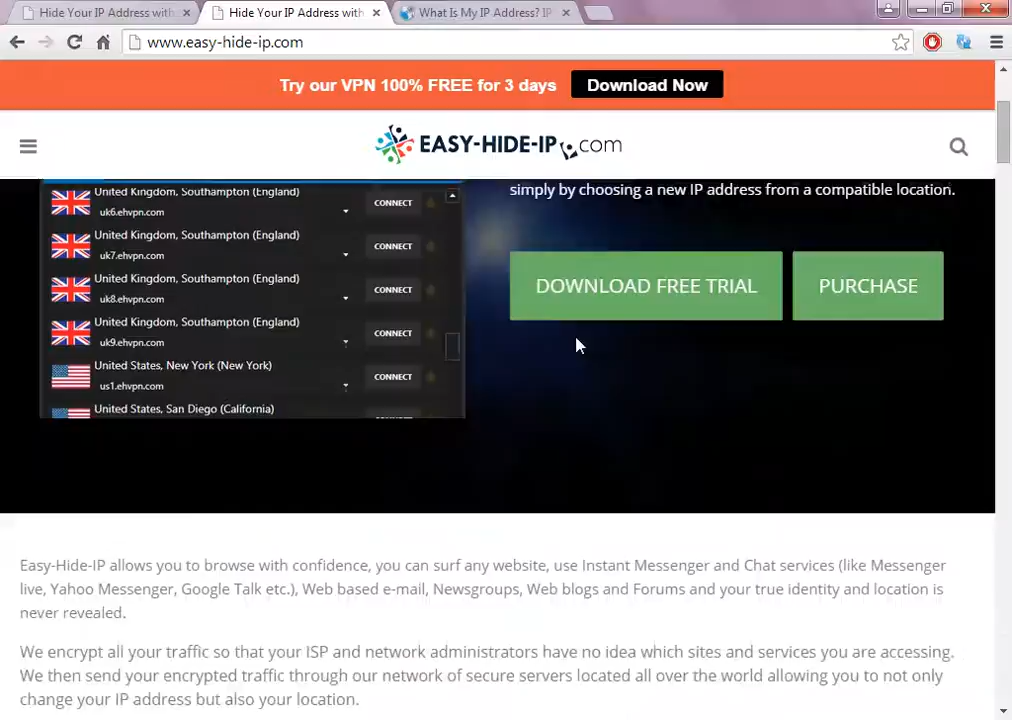 Hide Your IP Address with
Hide Your IP Address with
What Is My IP Address? IP
www.easy-hide-ip.com
Try our VPN 100% FREE for 3 days
Download Now
EASY-HIDE-IP.com
United Kingdom, Southampton (England)
uk6.ehvpn.com
CONNECT
United Kingdom, Southampton (England)
uk7.ehvpn.com
CONNECT
United Kingdom, Southampton (England)
uk8.ehvpn.com
CONNECT
United Kingdom, Southampton (England)
uk9.ehvpn.com
CONNECT
United States, New York (New York)
us1.ehvpn.com
CONNECT
United States, San Diego (California)
simply by choosing a new IP address from a compatible location.
DOWNLOAD FREE TRIAL
PURCHASE
Easy-Hide-IP allows you to browse with confidence, you can surf any website, use Instant Messenger and Chat services (like Messenger
live, Yahoo Messenger, Google Talk etc.), Web based e-mail, Newsgroups, Web blogs and Forums and your true identity and location is
never revealed.
We encrypt all your traffic so that your ISP and network administrators have no idea which sites and services you are accessing.
We then send your encrypted traffic through our network of secure servers located all over the world allowing you to not only
change your IP address but also your location.